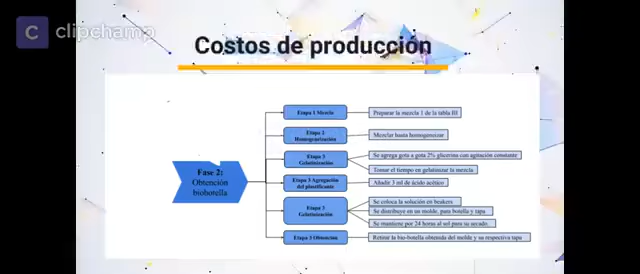 clipchamp
Costos de producción
Etapa 1 Mezcla
Preparar la mezcla 1 de la tabla III
Etapa 2
Homogenización
Mezclar hasta homogenizar
Etapa 3
Gelatinización
Se agrega gota a gota 2% glicerina con agitación constante
Tomar el tiempo en gelatinizar la mezcla
Fase 2:
Obtención
biobotella
Etapa 3 Agregación
del plastificante
Añadir 3 ml de ácido acético
Etapa 3
Gelatinización
Se coloca la solución en beakers
Se distribuye en su molde, para botella y tapa
Se mantiene por 24 horas al sol para su secado
Etapa 3 Obtención
Retirar la bio-botella obtenida del molde y su respectiva tapa